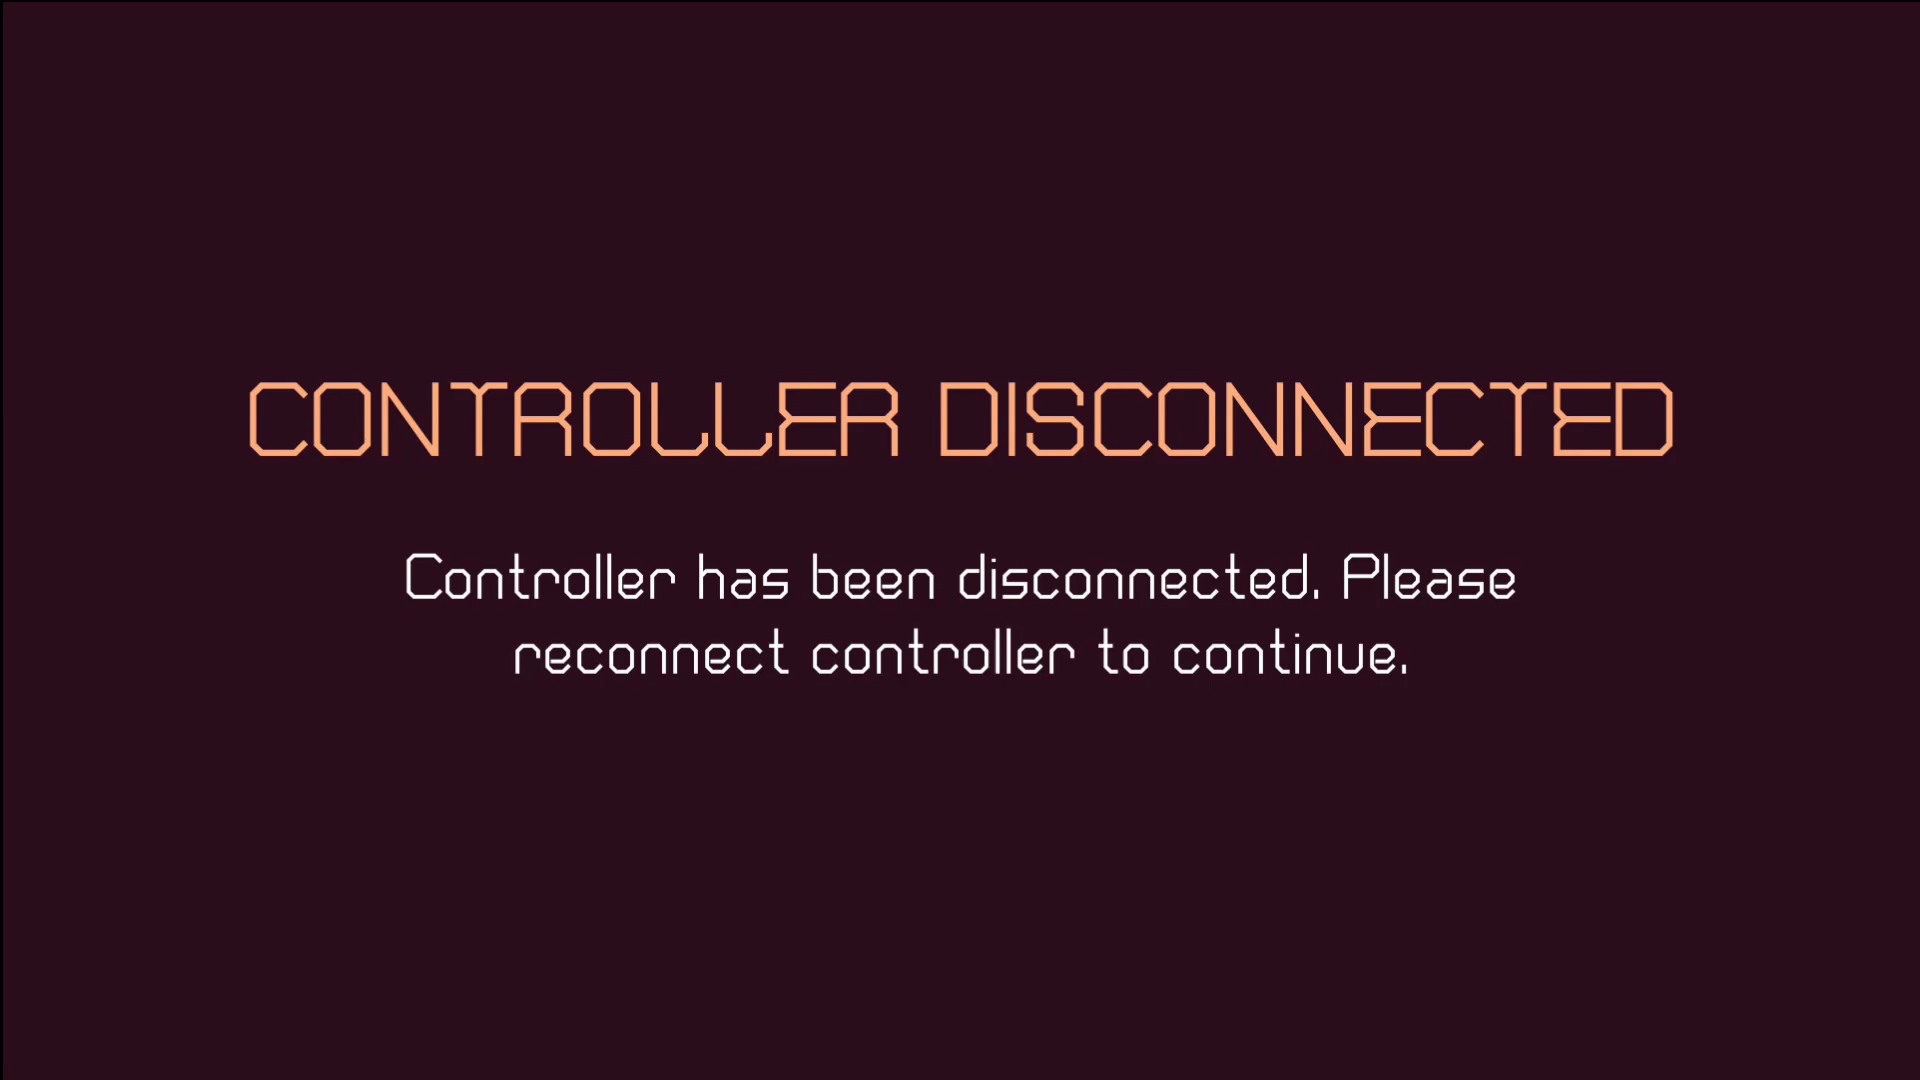 CONTROLLER DISCONNECTED
Controller has been disconnected. Please
reconnect controller to continue.